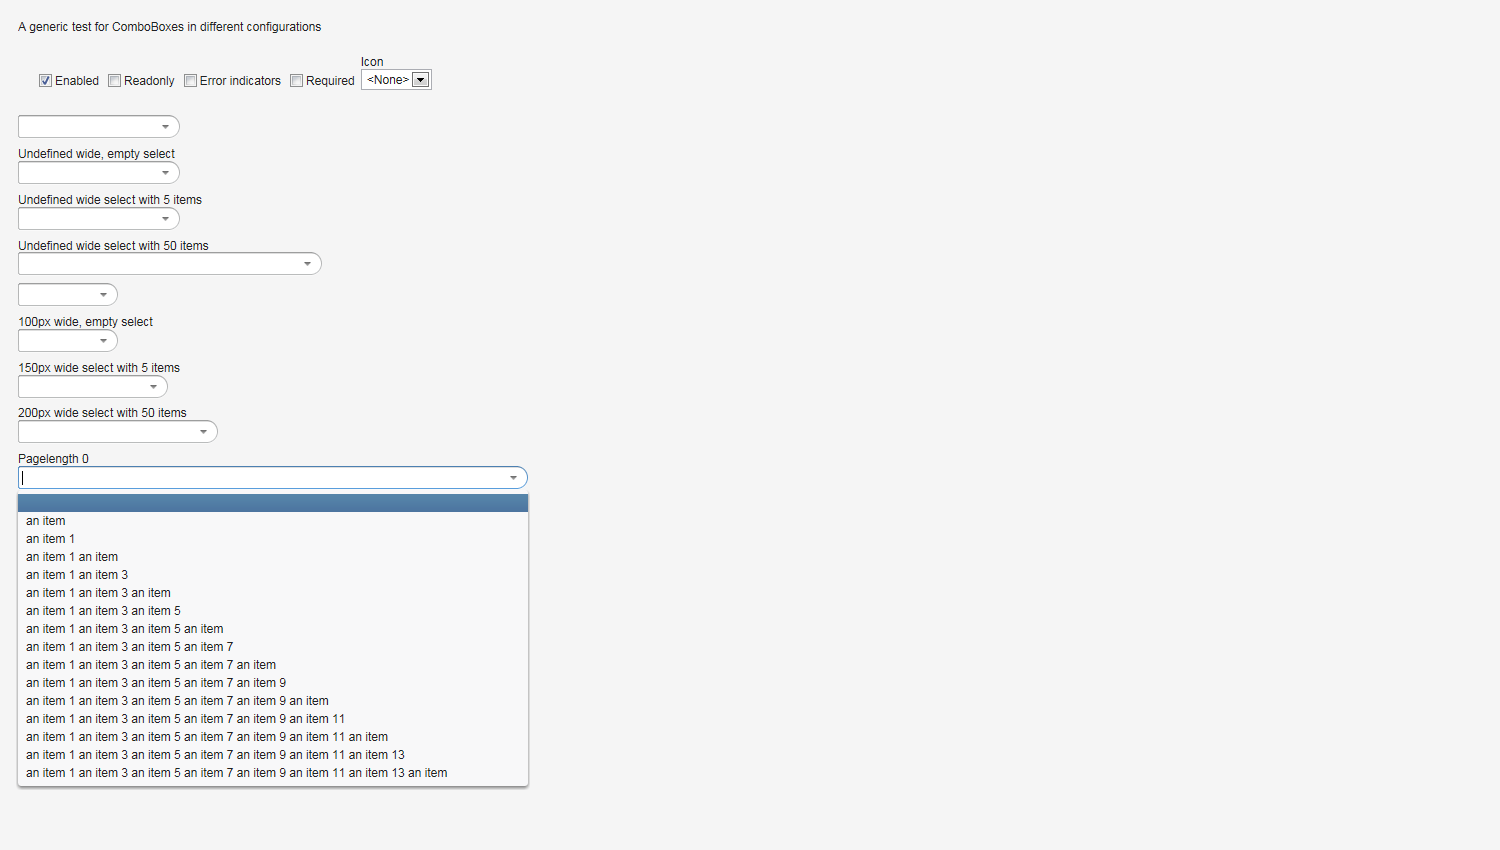 A generic test for ComboBoxes in different configurations
Icon
Enabled Readonly Error indicators Required <None>
Undefined wide, empty select
Undefined wide select with 5 items
Undefined wide select with 50 items
100px wide, empty select
150px wide select with 5 items
200px wide select with 50 items
Pagelength 0
an item
an item 1
an item 1 an item
an item 1 an item 3
an item 1 an item 3 an item
an item 1 an item 3 an item 5
an item 1 an item 3 an item 5 an item
an item 1 an item 3 an item 5 an item 7
an item 1 an item 3 an item 5 an item 7 an item
an item 1 an item 3 an item 5 an item 7 an item 9
an item 1 an item 3 an item 5 an item 7 an item 9 an item
an item 1 an item 3 an item 5 an item 7 an item 9 an item 11
an item 1 an item 3 an item 5 an item 7 an item 9 an item 11 an item
an item 1 an item 3 an item 5 an item 7 an item 9 an item 11 an item 13
an item 1 an item 3 an item 5 an item 7 an item 9 an item 11 an item 13 an item